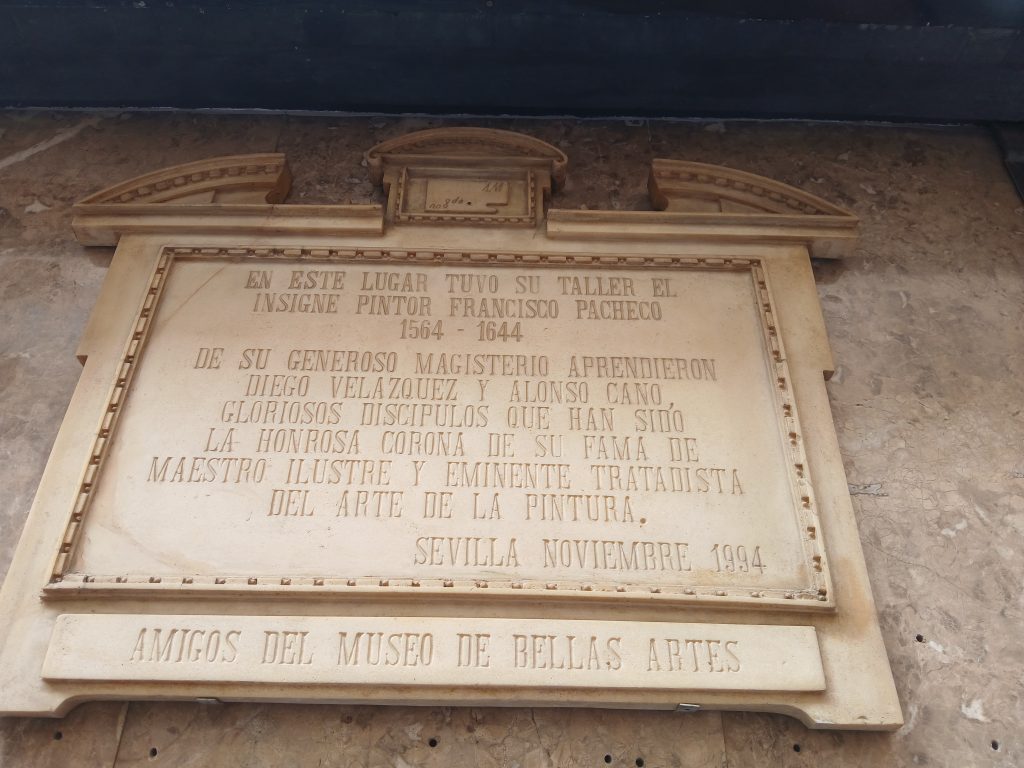 EN ESTE LUGAR TUVO SU TALLER EL
INSIGNE PINTOR FRANCISCO PACHECO
1564 - 1644
DE SU GENEROSO MAGISTERIO APRENDIERON
DIEGO VELAZQUEZ Y ALONSO CANO,
GLORIOSOS DISCIPULOS QUE HAN SIDO
LA HONROSA CORONA DE SU FAMA DE
MAESTRO ILUSTRE Y EMINENTE TRATADISTA
DEL ARTE DE LA PINTURA.
SEVILLA NOVIEMBRE 1994
AMIGOS DEL MUSEO DE BELLAS ARTES